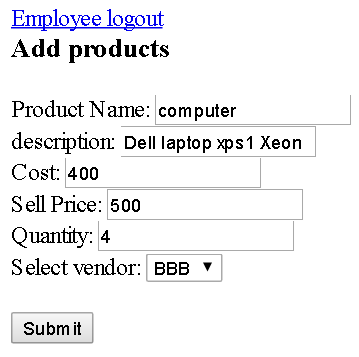 Employee logout
Add products
Product Name: computer
description: Dell laptop xps1 Xeon
Cost: 400
Sell Price: 500
Quantity: 4
Select vendor: BBB
Submit